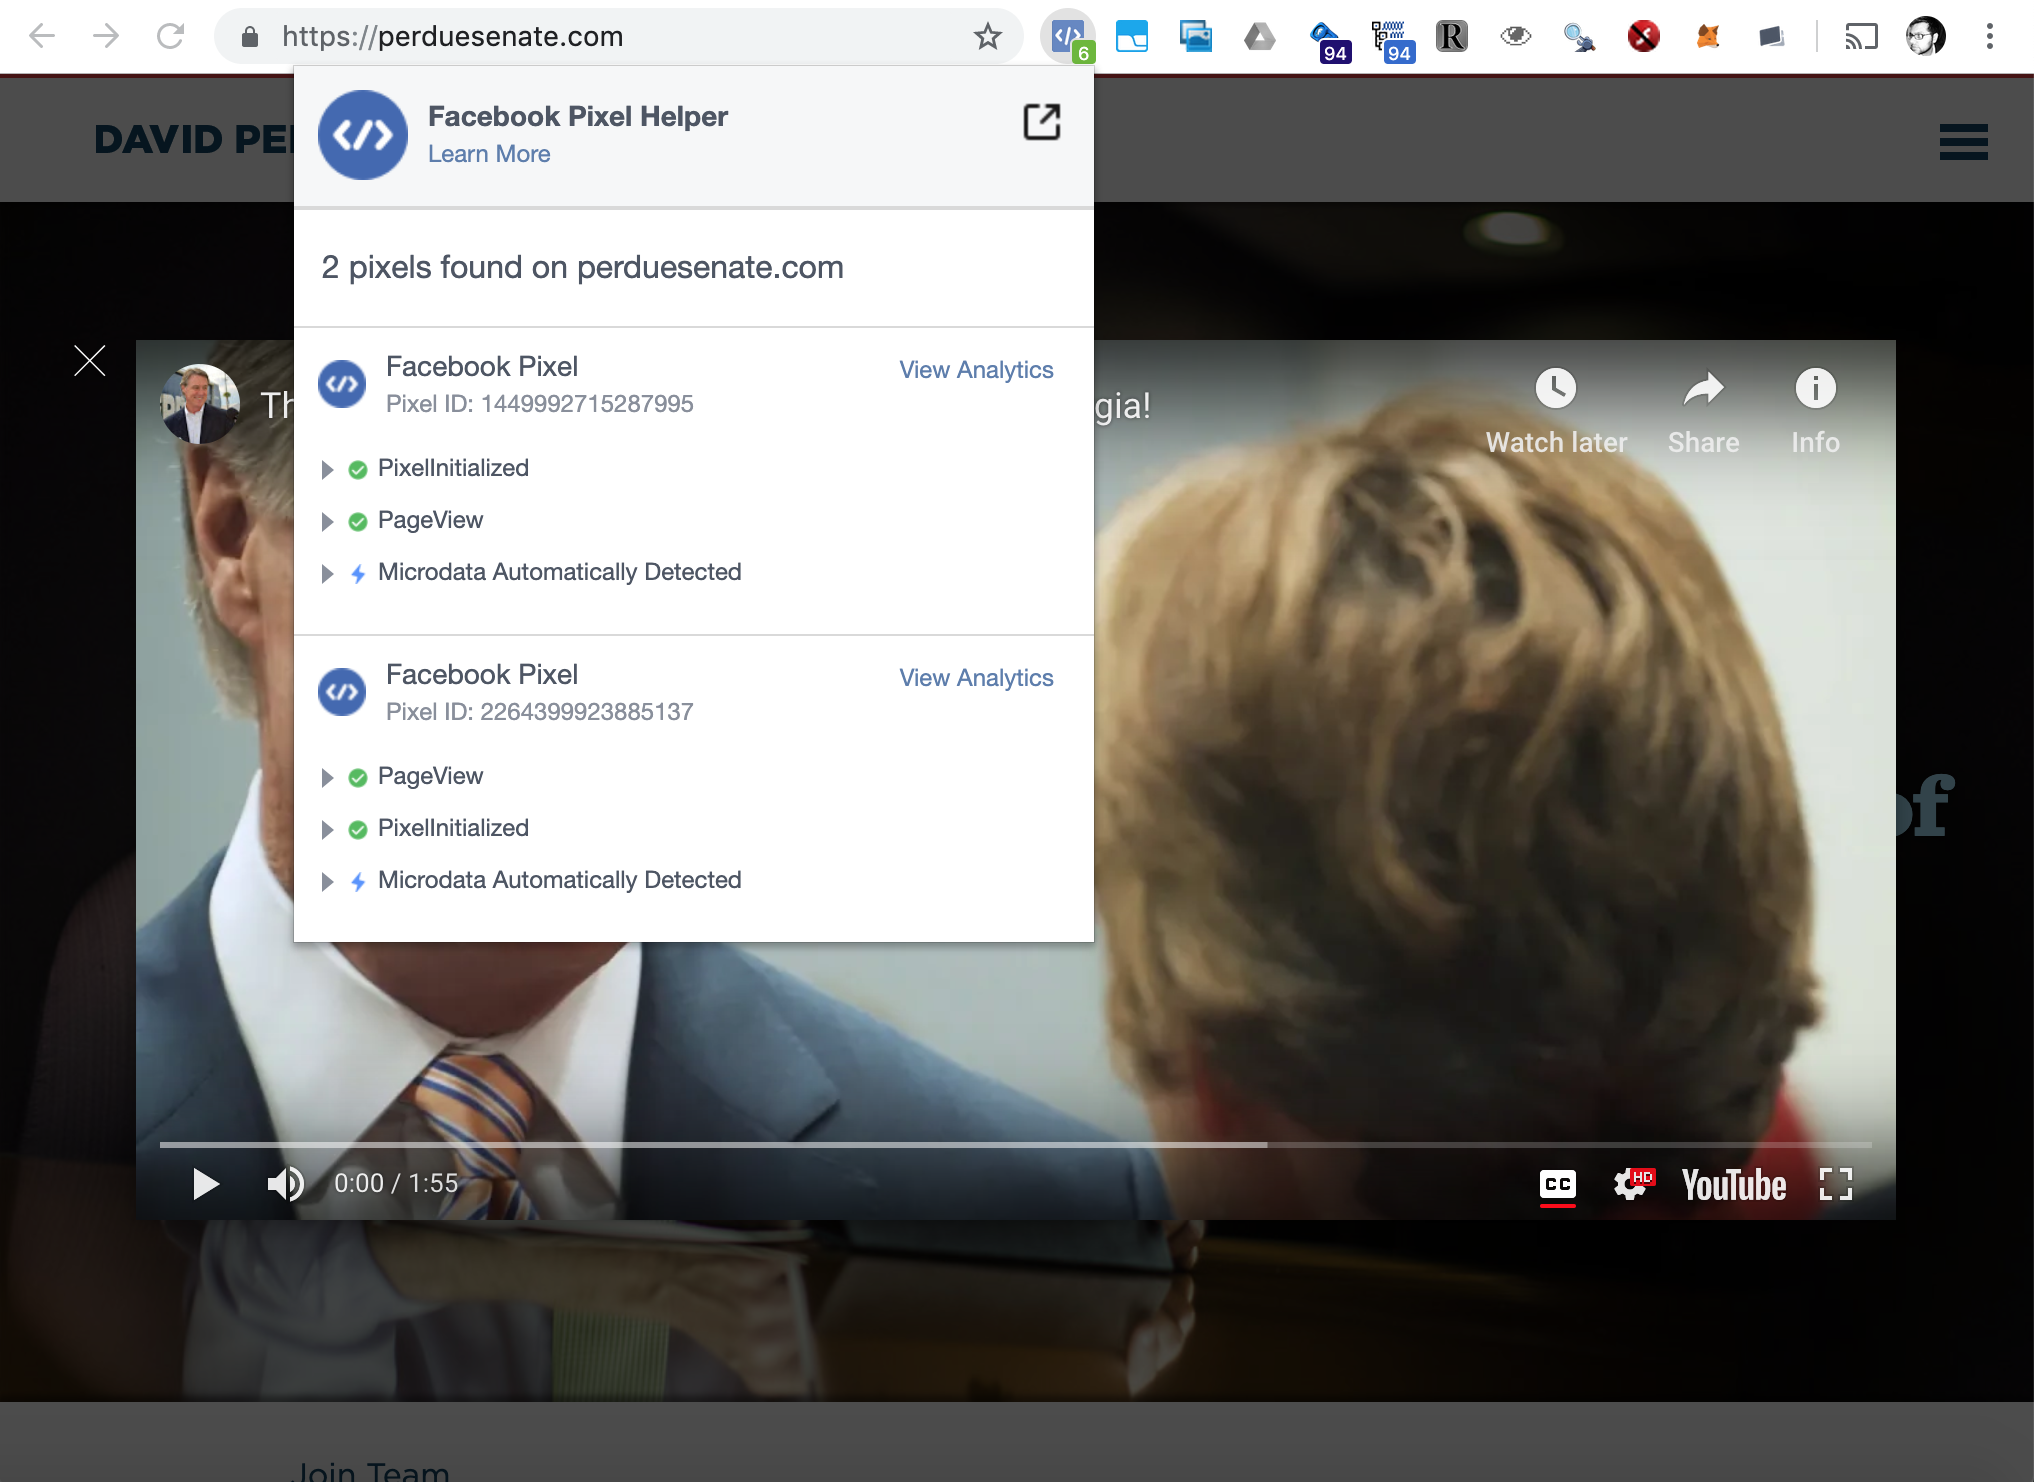 https://perduesenate.com
6
94
94
R
DAVID PE
Facebook Pixel Helper
Learn More
2 pixels found on perduesenate.com
Facebook Pixel
View Analytics
Pixel ID: 1449992715287995
PixelInitialized
PageView
Microdata Automatically Detected
Facebook Pixel
View Analytics
Pixel ID: 2264399923885137
PageView
PixelInitialized
Microdata Automatically Detected
Th
gia!
Watch later
Share
Info
of
0:00 / 1:55
CC
HD
YouTube
Join Team